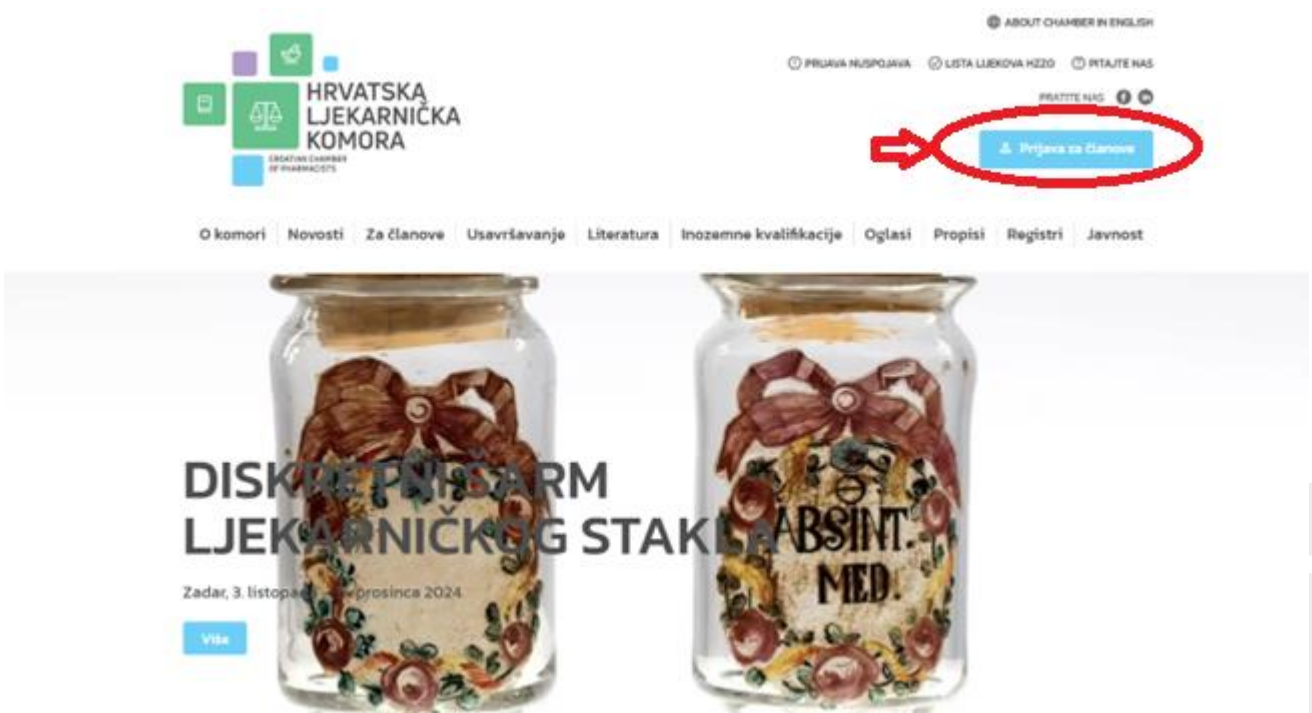 ABOUT CHAMBER IN ENGLISH
PRIJAVA NUSPOJAVA LISTA LIJEKOVA HZZO PITAJTE NAS
PRATITE NAS
HRVATSKA
LJEKARNIČKA
KOMORA
CROATIAN CHAMBER
OF PHARMACISTS
Prijava za članove
O komori Novosti Za članove Usavršavanje Literatura Inozemne kvalifikacije Oglasi Propisi Registri Javnost
DISKRETNI ŠARM
LJEKARNIČKOG STAKLA
Zadar, 3. listopada prosinca 2024
Više
ABSINT.
MED.